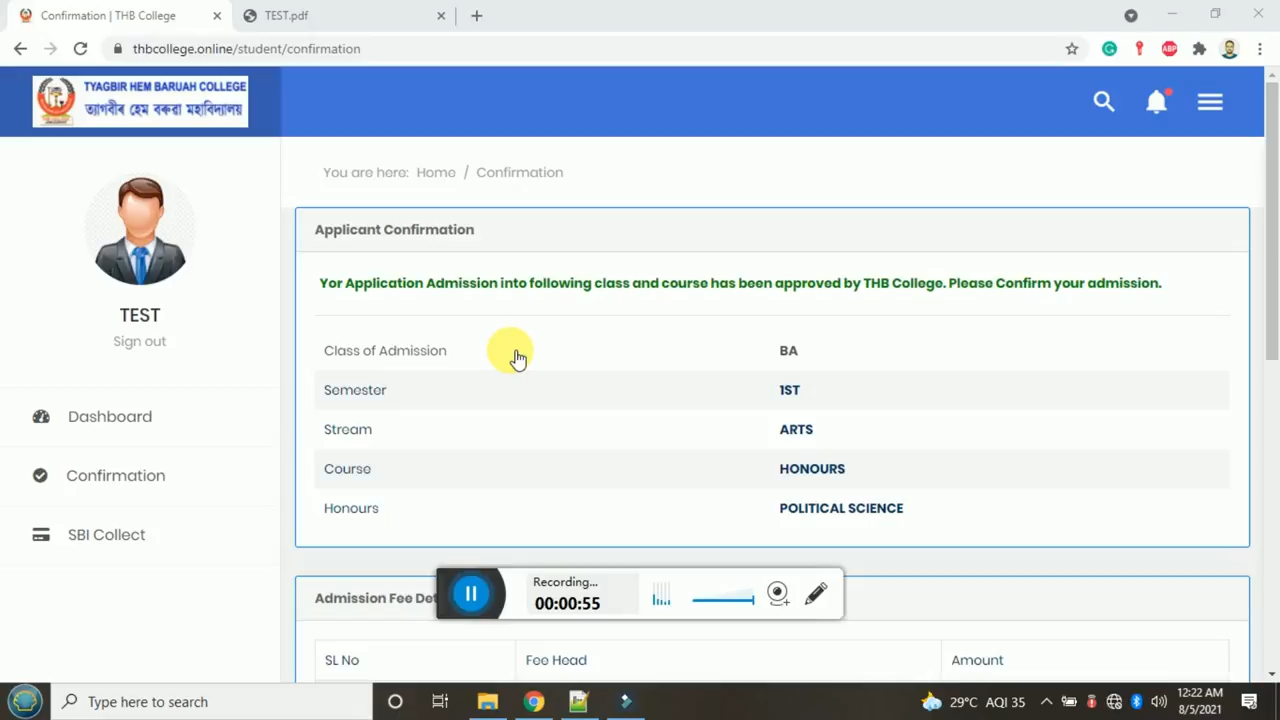 Confirmation | THB College
TEST.pdf
thbcollege.online/student/confirmation
ABP
TYAGBIR HEM BARUAH COLLEGE
ত্যাগবীৰ হেম বৰুৱা মহাবিদ্যালয়
You are here: Home / Confirmation
TEST
Sign out
Dashboard
Confirmation
SBI Collect
Applicant Confirmation
Yor Application Admission into following class and course has been approved by THB College. Please Confirm your admission.
Class of Admission BA
Semester 1ST
Stream ARTS
Course HONOURS
Honours POLITICAL SCIENCE
Recording...
00:00:55
Admission Fee
SL No Fee Head Amount
Type here to search
29°C AQI 35
12:22 AM
8/5/2021